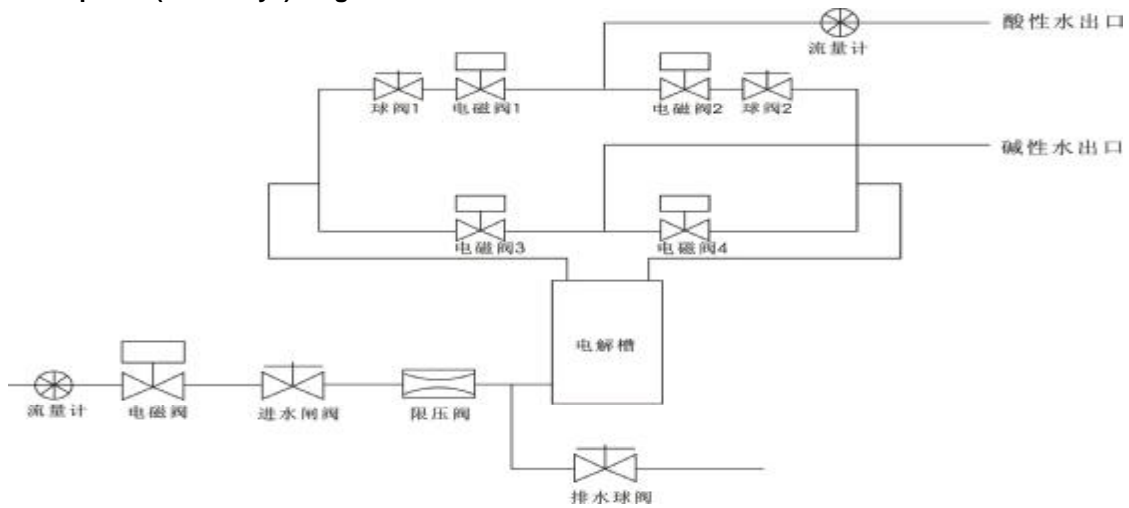 酸性水出口
流量计
球阀1
电磁阀1
电磁阀2
球阀2
碱性水出口
电磁阀3
电磁阀4
电解槽
流量计
电磁阀
进水闸阀
限压阀
排水球阀